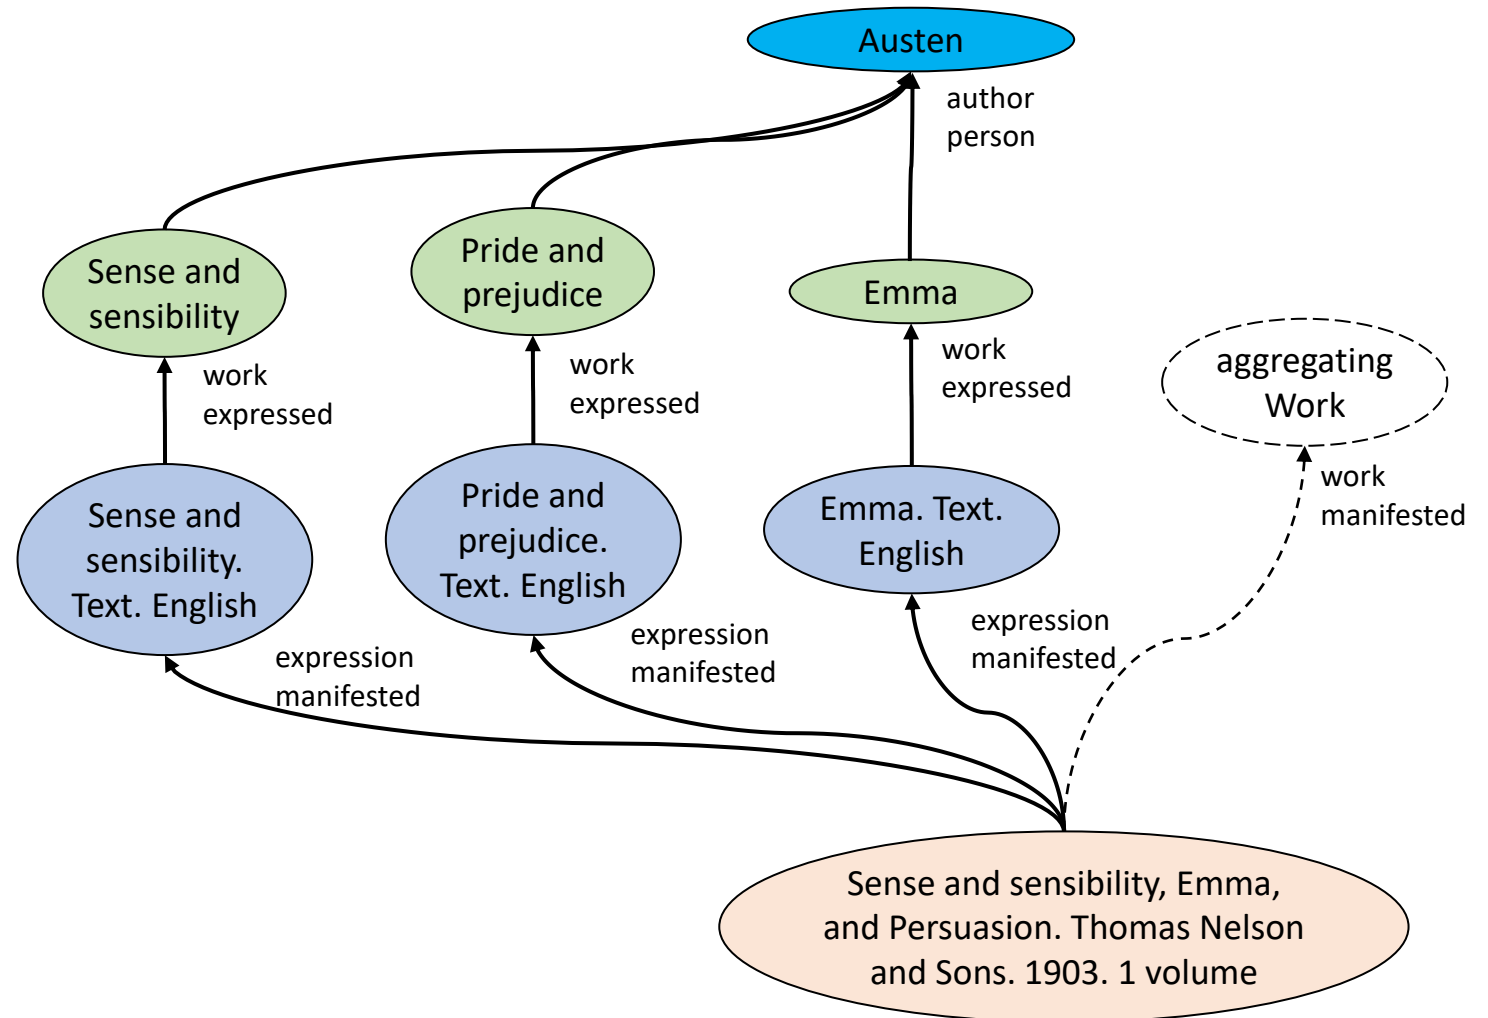 Austen
author
person
Sense and
sensibility
Pride and
prejudice
Emma
aggregating
Work
work
expressed
work
expressed
work
expressed
work
manifested
Sense and
sensibility.
Text. English
Pride and
prejudice.
Text. English
Emma. Text.
English
expression
manifested
expression
manifested
expression
manifested
Sense and sensibility, Emma,
and Persuasion. Thomas Nelson
and Sons. 1903. 1 volume